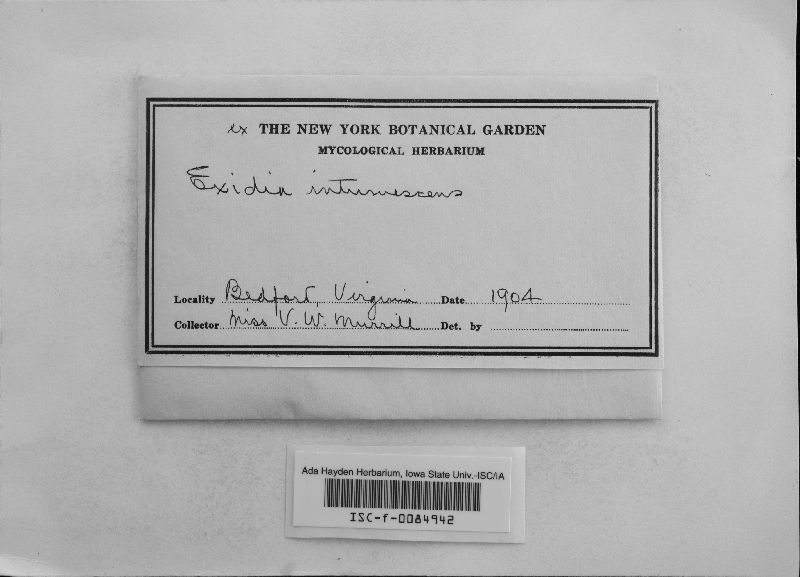 ex THE NEW YORK BOTANICAL GARDEN
MYCOLOGICAL HERBARIUM
Exidia intumescens
Locality Bedford, Virginia Date 1904
Collector Miss V. W. Murrill Det. by
Ada Hayden Herbarium, Iowa State Univ.-ISC/IA
ISC-f-0084942